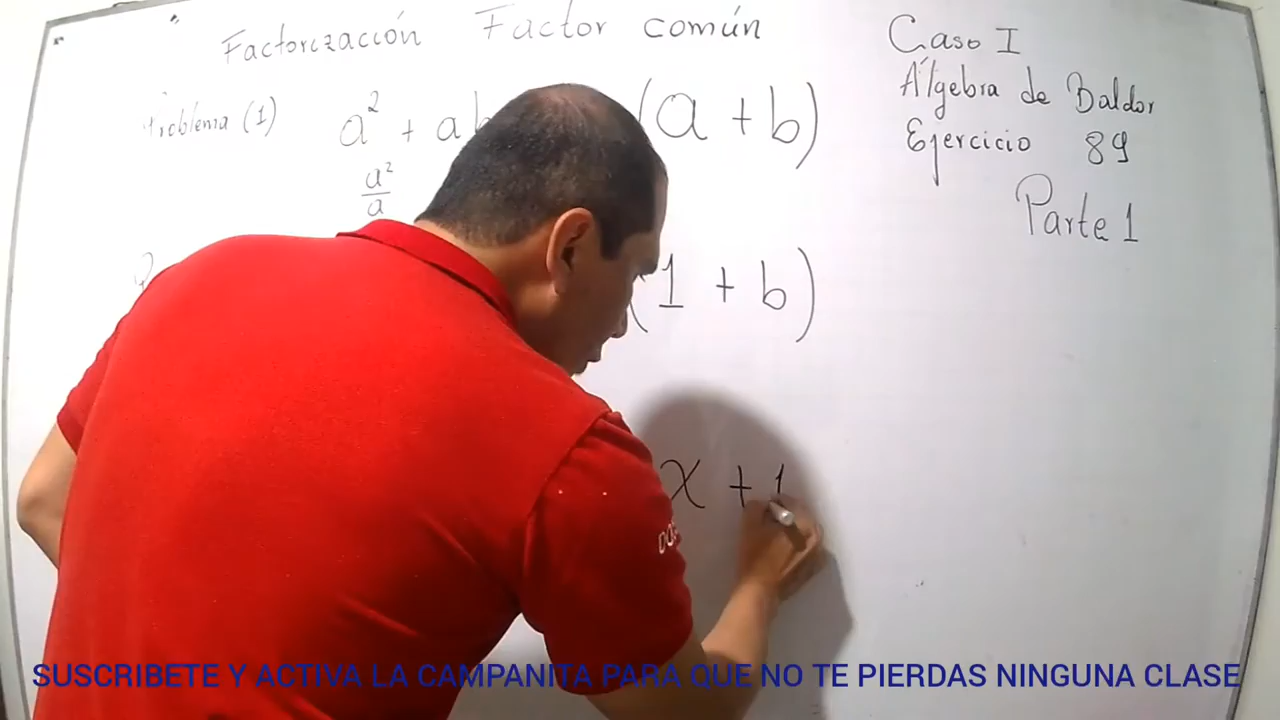 Factorización Factor común
Caso I
Álgebra de Baldor
Ejercicio 89
Parte 1
Problema (1) a² + ab (a + b)
a²
a
2 (1 + b)
x + 1
SUSCRIBETE Y ACTIVA LA CAMPANITA PARA QUE NO TE PIERDAS NINGUNA CLASE